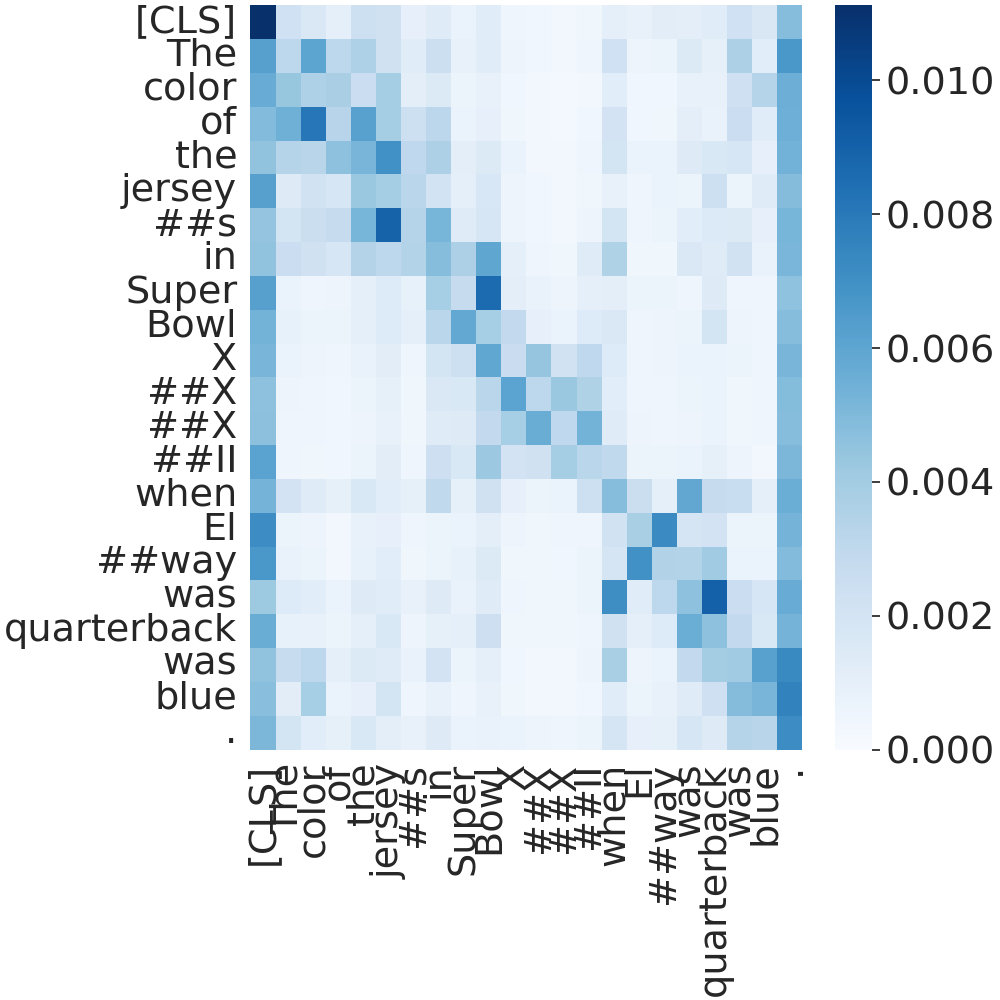 [CLS]
The
color
of
the
jersey
##s
in
Super
Bowl
X
##X
##X
##II
when
El
##way
was
quarterback
was
blue
.
[CLS]
The
color
of
the
jersey
##s
in
Super
Bowl
X
##X
##X
##II
when
El
##way
was
quarterback
was
blue
.
0.010
0.008
0.006
0.004
0.002
0.000